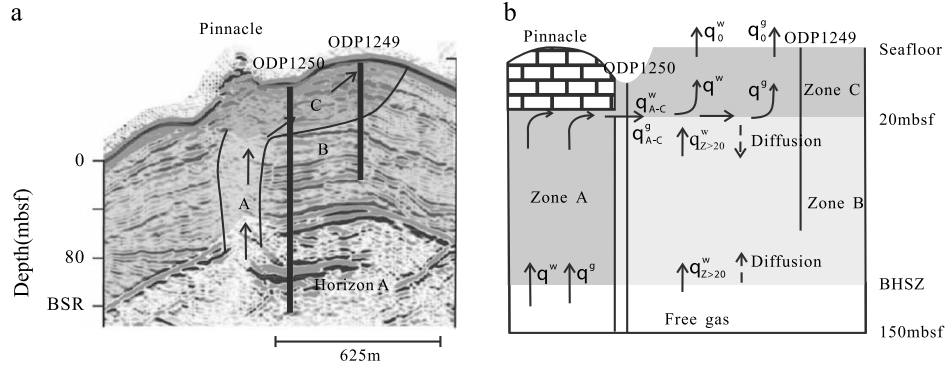 a
Pinnacle
ODP1249
ODP1250
C
B
A
0
80
BSR
Depth(mbsf)
Horizon A
625m
b
Pinnacle
ODP1250
q₀ʷ
q₀ᵍ
ODP1249
Seafloor
Zone C
qʷ
qᵍ
qʷA-C
qᵍA-C
20mbsf
qʷZ>20
Diffusion
Zone A
Zone B
qʷ
qᵍ
qʷZ>20
Diffusion
BHSZ
Free gas
150mbsf